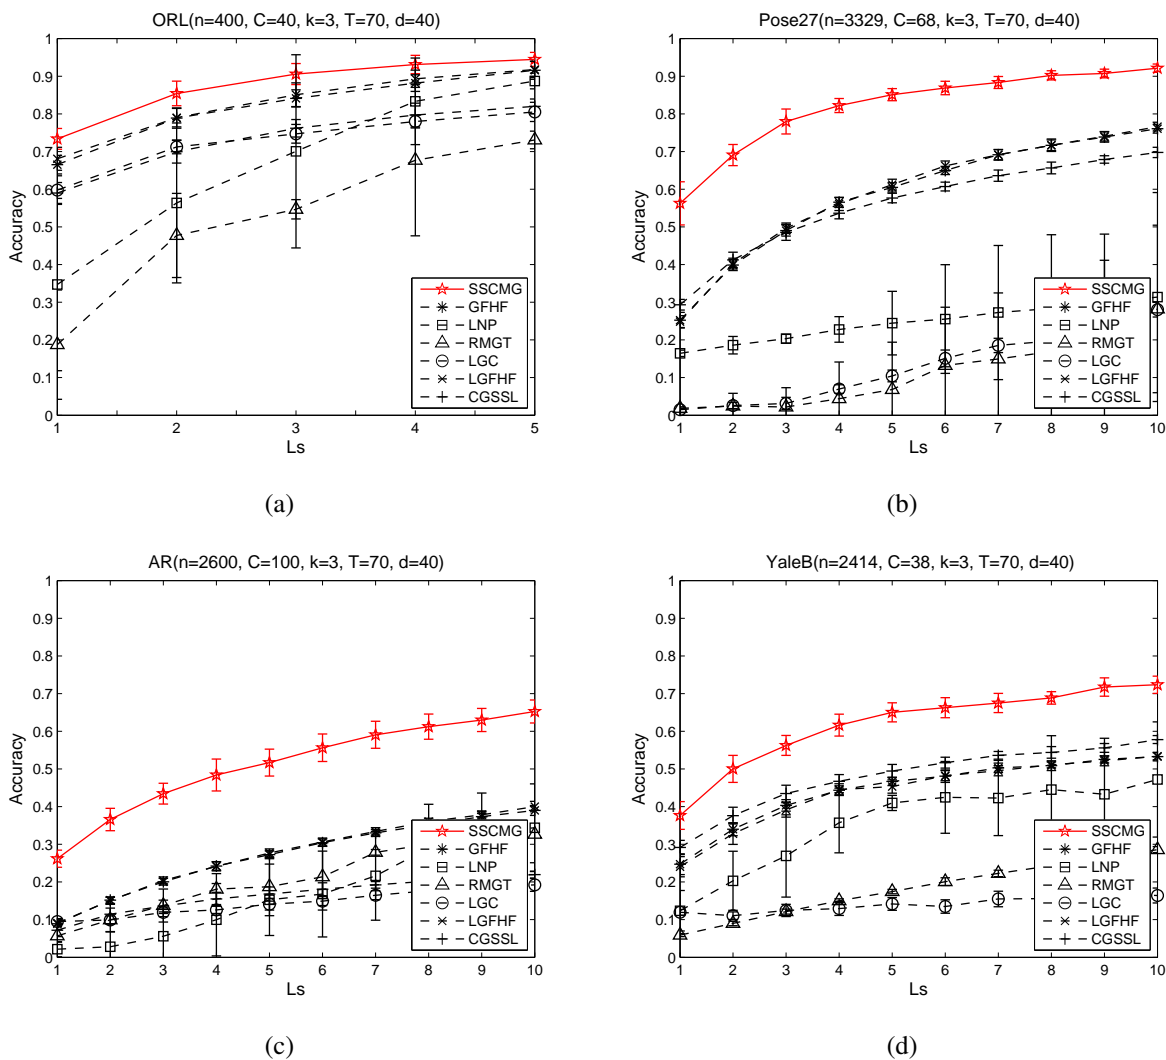 ORL(n=400, C=40, k=3, T=70, d=40)
1
0.9
0.8
0.7
0.6
0.5
0.4
0.3
0.2
0.1
0
Accuracy
1 2 3 4 5
Ls
SSCMG
GFHF
LNP
RMGT
LGC
LGFHF
CGSSL
(a)
Pose27(n=3329, C=68, k=3, T=70, d=40)
1
0.9
0.8
0.7
0.6
0.5
0.4
0.3
0.2
0.1
0
Accuracy
1 2 3 4 5 6 7 8 9 10
Ls
SSCMG
GFHF
LNP
RMGT
LGC
LGFHF
CGSSL
(b)
AR(n=2600, C=100, k=3, T=70, d=40)
1
0.9
0.8
0.7
0.6
0.5
0.4
0.3
0.2
0.1
0
Accuracy
1 2 3 4 5 6 7 8 9 10
Ls
SSCMG
GFHF
LNP
RMGT
LGC
LGFHF
CGSSL
(c)
YaleB(n=2414, C=38, k=3, T=70, d=40)
1
0.9
0.8
0.7
0.6
0.5
0.4
0.3
0.2
0.1
0
Accuracy
1 2 3 4 5 6 7 8 9 10
Ls
SSCMG
GFHF
LNP
RMGT
LGC
LGFHF
CGSSL
(d)